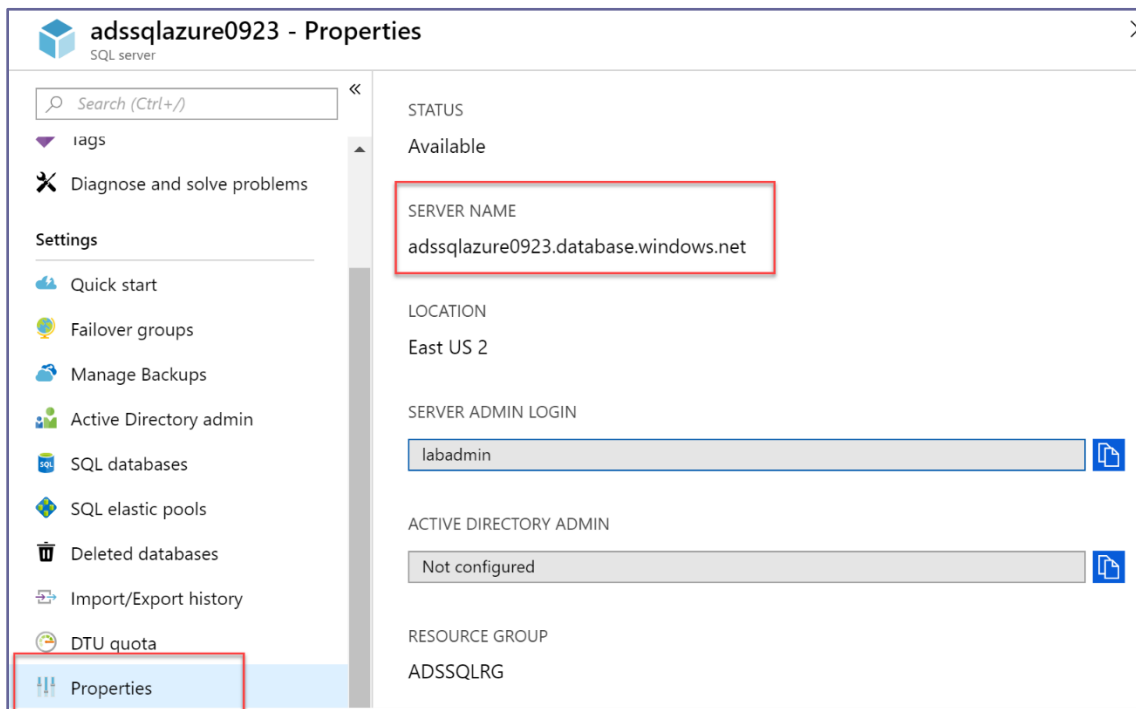 adssqlazure0923 - Properties
SQL server
Search (Ctrl+/)
Tags
Diagnose and solve problems
Settings
Quick start
Failover groups
Manage Backups
Active Directory admin
SQL databases
SQL elastic pools
Deleted databases
Import/Export history
DTU quota
Properties
STATUS
Available
SERVER NAME
adssqlazure0923.database.windows.net
LOCATION
East US 2
SERVER ADMIN LOGIN
labadmin
ACTIVE DIRECTORY ADMIN
Not configured
RESOURCE GROUP
ADSSQLRG